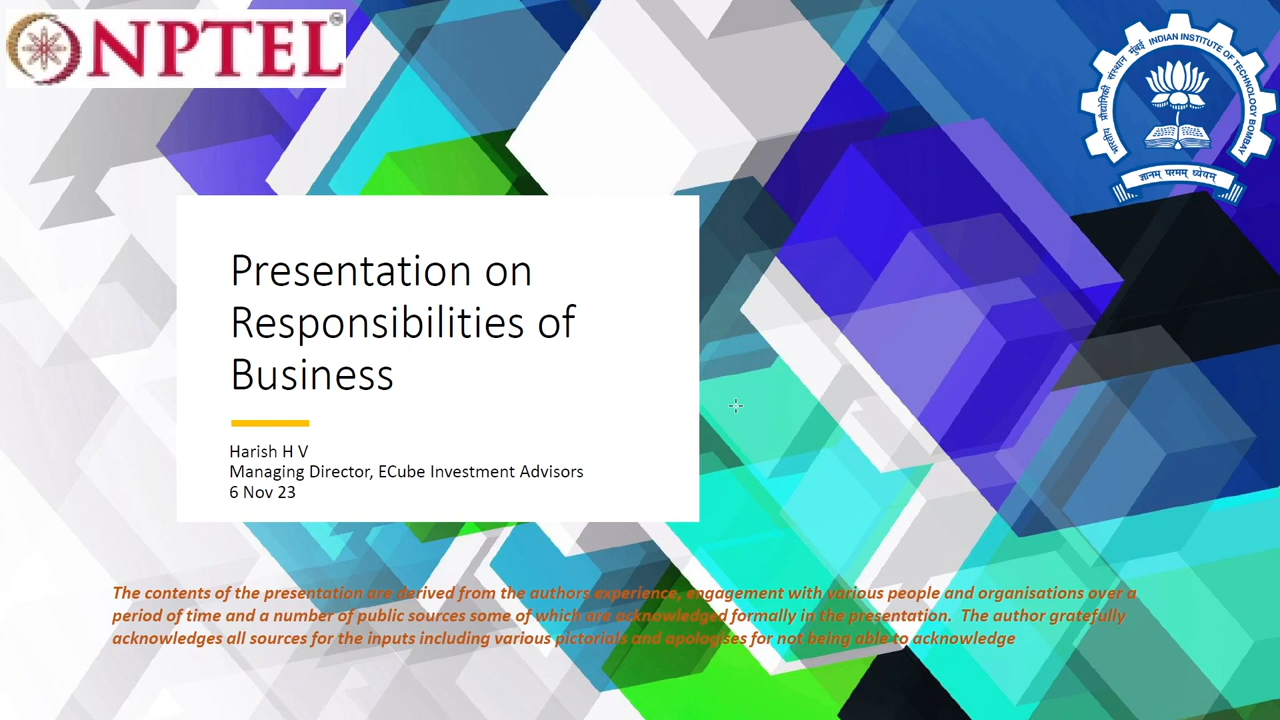 NPTEL
भारतीय प्रौद्योगिकी संस्थान मुंबई INDIAN INSTITUTE OF TECHNOLOGY BOMBAY
ज्ञानम् परमम् ध्येयम्
Presentation on
Responsibilities of
Business
Harish H V
Managing Director, ECube Investment Advisors
6 Nov 23
The contents of the presentation are derived from the authors experience, engagement with various people and organisations over a
period of time and a number of public sources some of which are acknowledged formally in the presentation.  The author gratefully
acknowledges all sources for the inputs including various pictorials and apologises for not being able to acknowledge